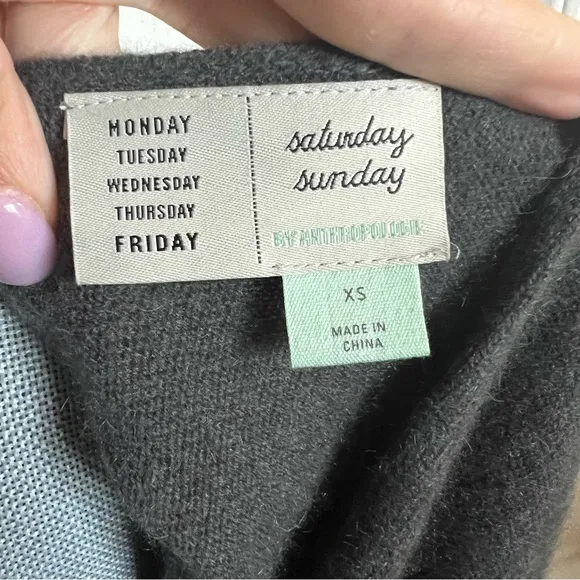 MONDAY
TUESDAY
WEDNESDAY
THURSDAY
FRIDAY
saturday
sunday
BY ANTHROPOLOGIE
XS
MADE IN
CHINA